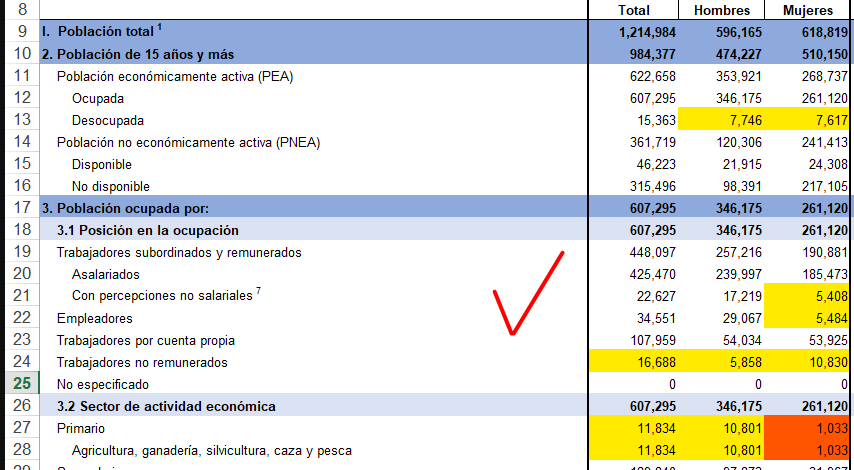 8 Total Hombres Mujeres
9 I. Población total 1 1,214,984 596,165 618,819
10 2. Población de 15 años y más 984,377 474,227 510,150
11 Población económicamente activa (PEA) 622,658 353,921 268,737
12 Ocupada 607,295 346,175 261,120
13 Desocupada 15,363 7,746 7,617
14 Población no económicamente activa (PNEA) 361,719 120,306 241,413
15 Disponible 46,223 21,915 24,308
16 No disponible 315,496 98,391 217,105
17 3. Población ocupada por: 607,295 346,175 261,120
18 3.1 Posición en la ocupación 607,295 346,175 261,120
19 Trabajadores subordinados y remunerados 448,097 257,216 190,881
20 Asalariados 425,470 239,997 185,473
21 Con percepciones no salariales 7 22,627 17,219 5,408
22 Empleadores 34,551 29,067 5,484
23 Trabajadores por cuenta propia 107,959 54,034 53,925
24 Trabajadores no remunerados 16,688 5,858 10,830
25 No especificado 0 0 0
26 3.2 Sector de actividad económica 607,295 346,175 261,120
27 Primario 11,834 10,801 1,033
28 Agricultura, ganadería, silvicultura, caza y pesca 11,834 10,801 1,033